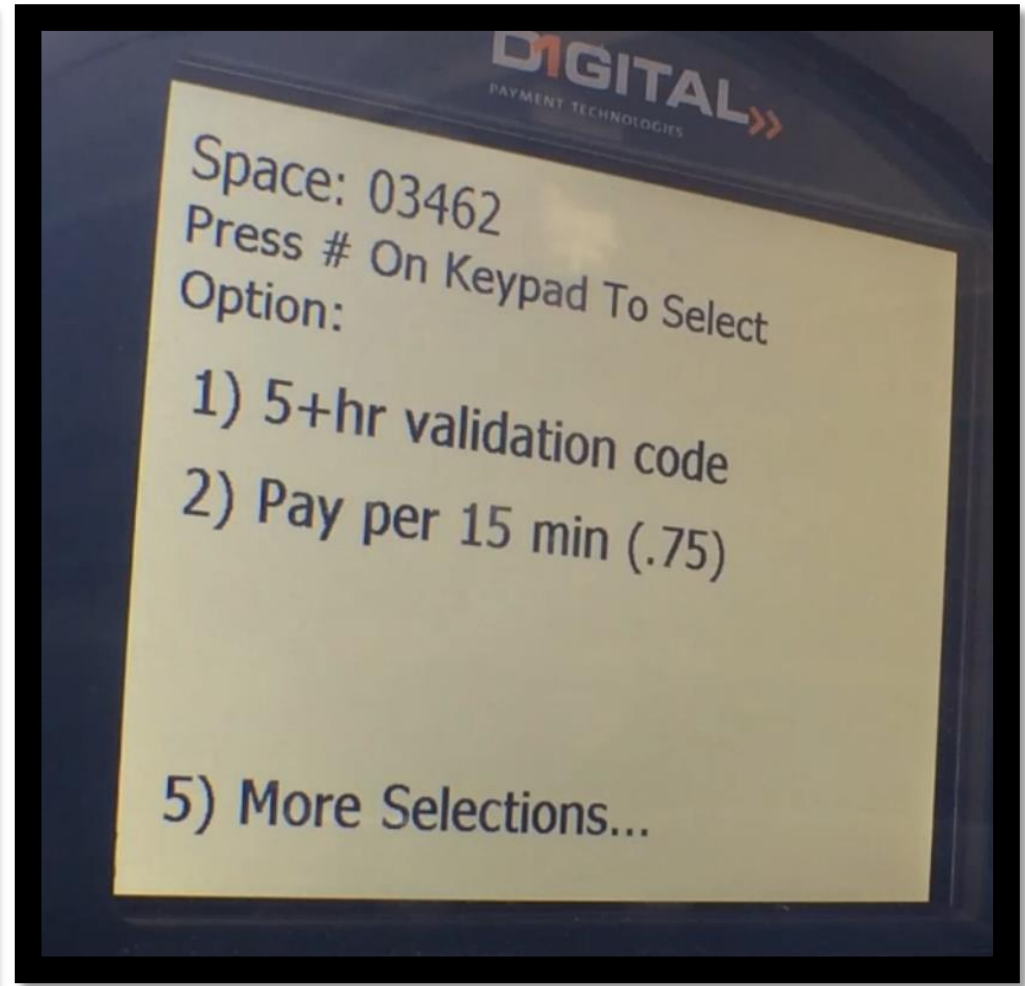 D1GITAL
PAYMENT TECHNOLOGIES
Space: 03462
Press # On Keypad To Select
Option:
1) 5+hr validation code
2) Pay per 15 min (.75)
5) More Selections...